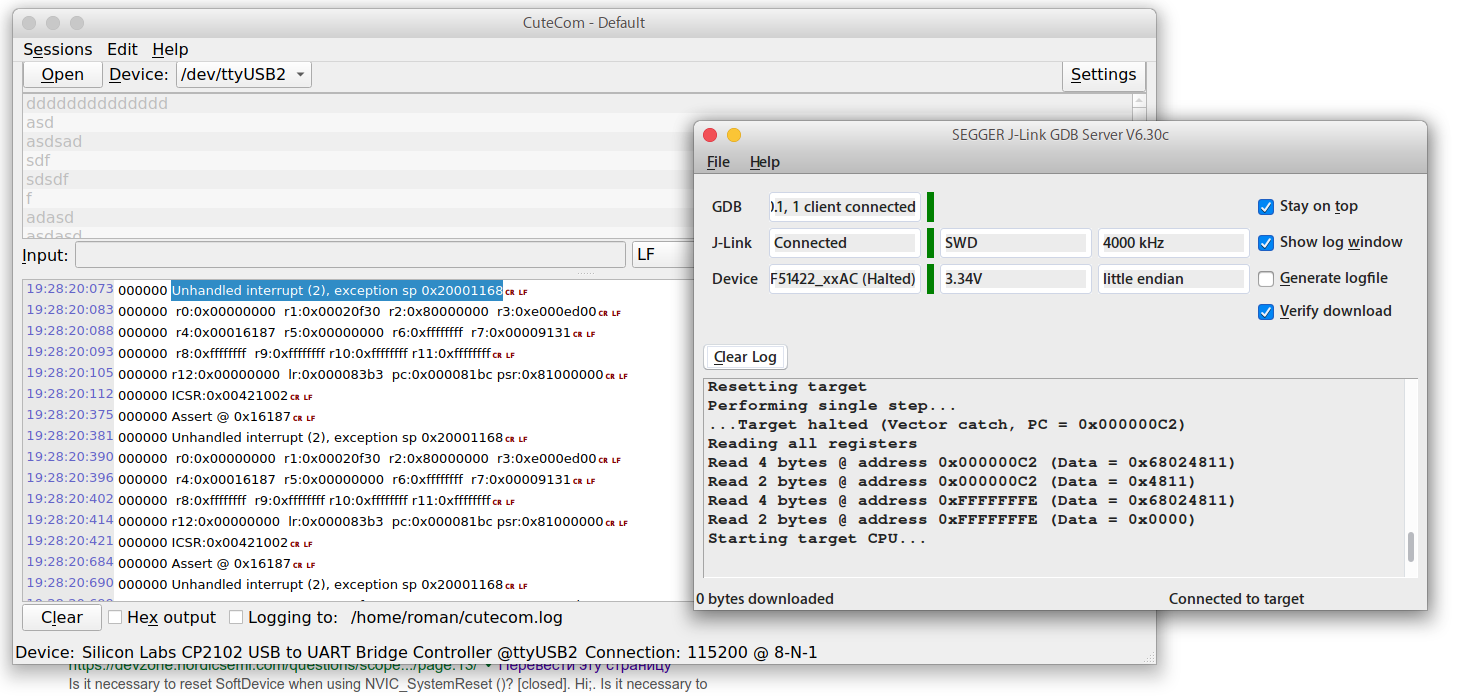 CuteCom - Default
Sessions Edit Help
Open Device: /dev/ttyUSB2 Settings
dddddddddddddd
asd
asdsad
sdf
sdsdf
f
adasd
asdasd
Input: LF
19:28:20:073 000000 Unhandled interrupt (2), exception sp 0x20001168 CR LF
19:28:20:083 000000 r0:0x00000000 r1:0x00020f30 r2:0x80000000 r3:0xe000ed00 CR LF
19:28:20:088 000000 r4:0x00016187 r5:0x00000000 r6:0xffffffff r7:0x00009131 CR LF
19:28:20:093 000000 r8:0xffffffff r9:0xffffffff r10:0xffffffff r11:0xffffffff CR LF
19:28:20:105 000000 r12:0x00000000 lr:0x000083b3 pc:0x000081bc psr:0x81000000 CR LF
19:28:20:112 000000 ICSR:0x00421002 CR LF
19:28:20:375 000000 Assert @ 0x16187 CR LF
19:28:20:381 000000 Unhandled interrupt (2), exception sp 0x20001168 CR LF
19:28:20:390 000000 r0:0x00000000 r1:0x00020f30 r2:0x80000000 r3:0xe000ed00 CR LF
19:28:20:396 000000 r4:0x00016187 r5:0x00000000 r6:0xffffffff r7:0x00009131 CR LF
19:28:20:402 000000 r8:0xffffffff r9:0xffffffff r10:0xffffffff r11:0xffffffff CR LF
19:28:20:414 000000 r12:0x00000000 lr:0x000083b3 pc:0x000081bc psr:0x81000000 CR LF
19:28:20:421 000000 ICSR:0x00421002 CR LF
19:28:20:684 000000 Assert @ 0x16187 CR LF
19:28:20:690 000000 Unhandled interrupt (2), exception sp 0x20001168 CR LF
Clear Hex output Logging to: /home/roman/cutecom.log
Device: Silicon Labs CP2102 USB to UART Bridge Controller @ttyUSB2 Connection: 115200 @ 8-N-1
https://devzone.nordicsemi.com/questions/scope.../page:13/ Перевести эту страницу
Is it necessary to reset SoftDevice when using NVIC_SystemReset ()? [closed]. Hi;. Is it necessary to
SEGGER J-Link GDB Server V6.30c
File Help
GDB 0.1, 1 client connected Stay on top
J-Link Connected SWD 4000 kHz Show log window
Device F51422_xxAC (Halted) 3.34V little endian Generate logfile
Verify download
Clear Log
Resetting target
Performing single step...
...Target halted (Vector catch, PC = 0x000000C2)
Reading all registers
Read 4 bytes @ address 0x000000C2 (Data = 0x68024811)
Read 2 bytes @ address 0x000000C2 (Data = 0x4811)
Read 4 bytes @ address 0xFFFFFFFE (Data = 0x68024811)
Read 2 bytes @ address 0xFFFFFFFE (Data = 0x0000)
Starting target CPU...
0 bytes downloaded Connected to target